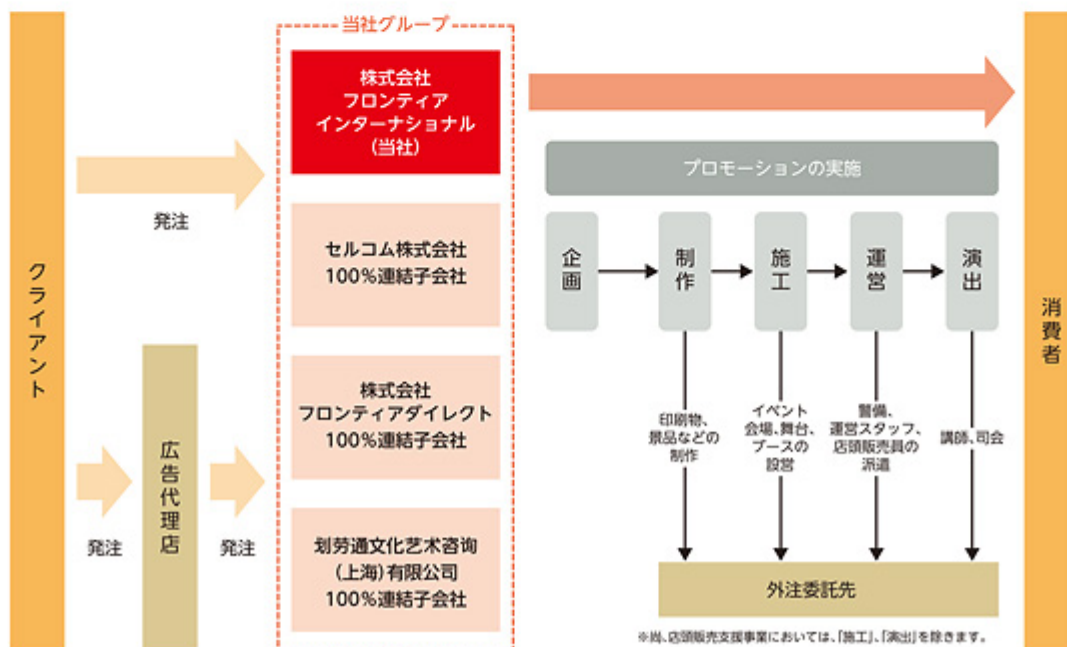 当社グループ
株式会社
フロンティア
インターナショナル
(当社)
発注
セルコム株式会社
100%連結子会社
株式会社
フロンティアダイレクト
100%連結子会社
划劳通文化艺术咨询
(上海)有限公司
100%連結子会社
クライアント
広告代理店
発注
発注
プロモーションの実施
企画
制作
施工
運営
演出
印刷物、
景品などの
制作
イベント
会場、舞台、
ブースの
設営
警備、
運営スタッフ、
店頭販売員の
派遣
講師、司会
外注委託先
※尚、店頭販売支援事業においては、「施工」、「演出」を除きます。
消費者